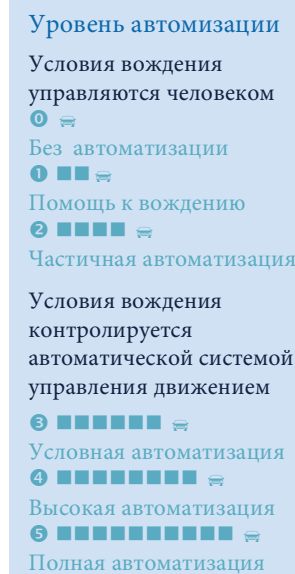 Уровень автомизации
Условия вождения
управляются человеком
0
Без автоматизации
1
Помощь к вождению
2
Частичная автоматизация
Условия вождения
контролируется
автоматической системой
управления движением
3
Условная автоматизация
4
Высокая автоматизация
5
Полная автоматизация